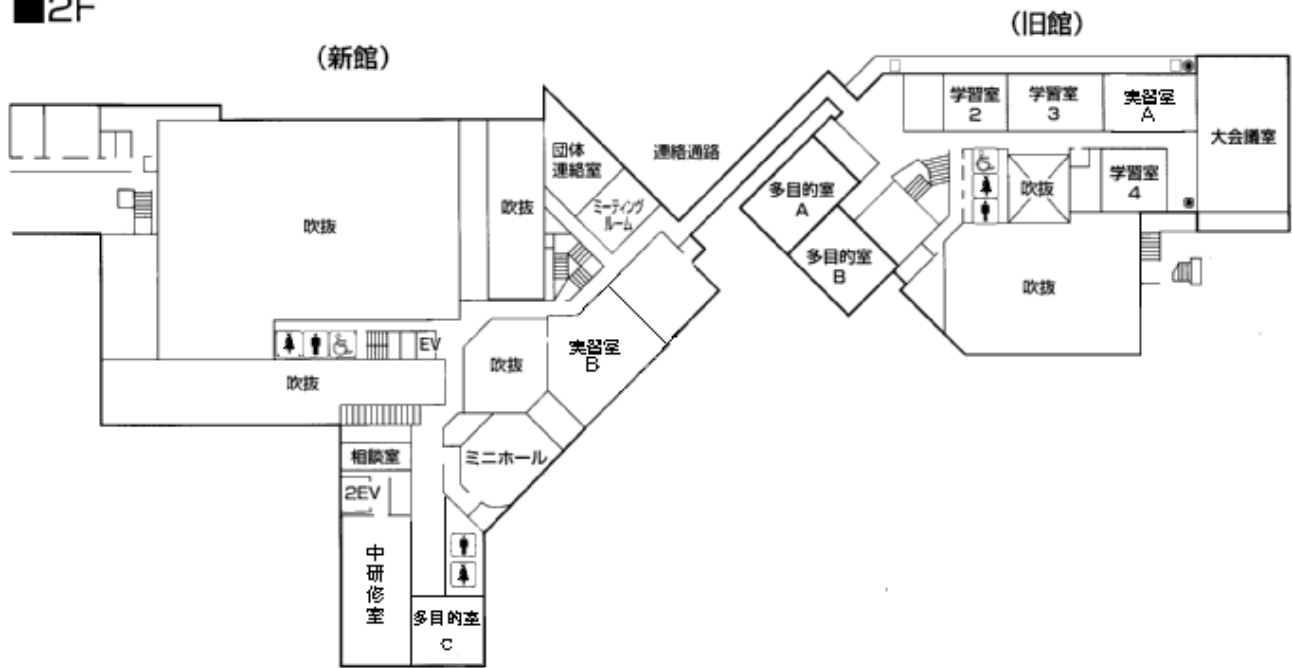 ■2F
(新館)
(旧館)
学習室
2
学習室
3
実習室
A
大会議室
団体
連絡室
連絡通路
ミーティング
ルーム
吹抜
吹抜
多目的室
A
多目的室
B
吹抜
学習室
4
吹抜
EV
吹抜
実習室
B
吹抜
相談室
ミニホール
2EV
中
研
修
室
多目的室
C